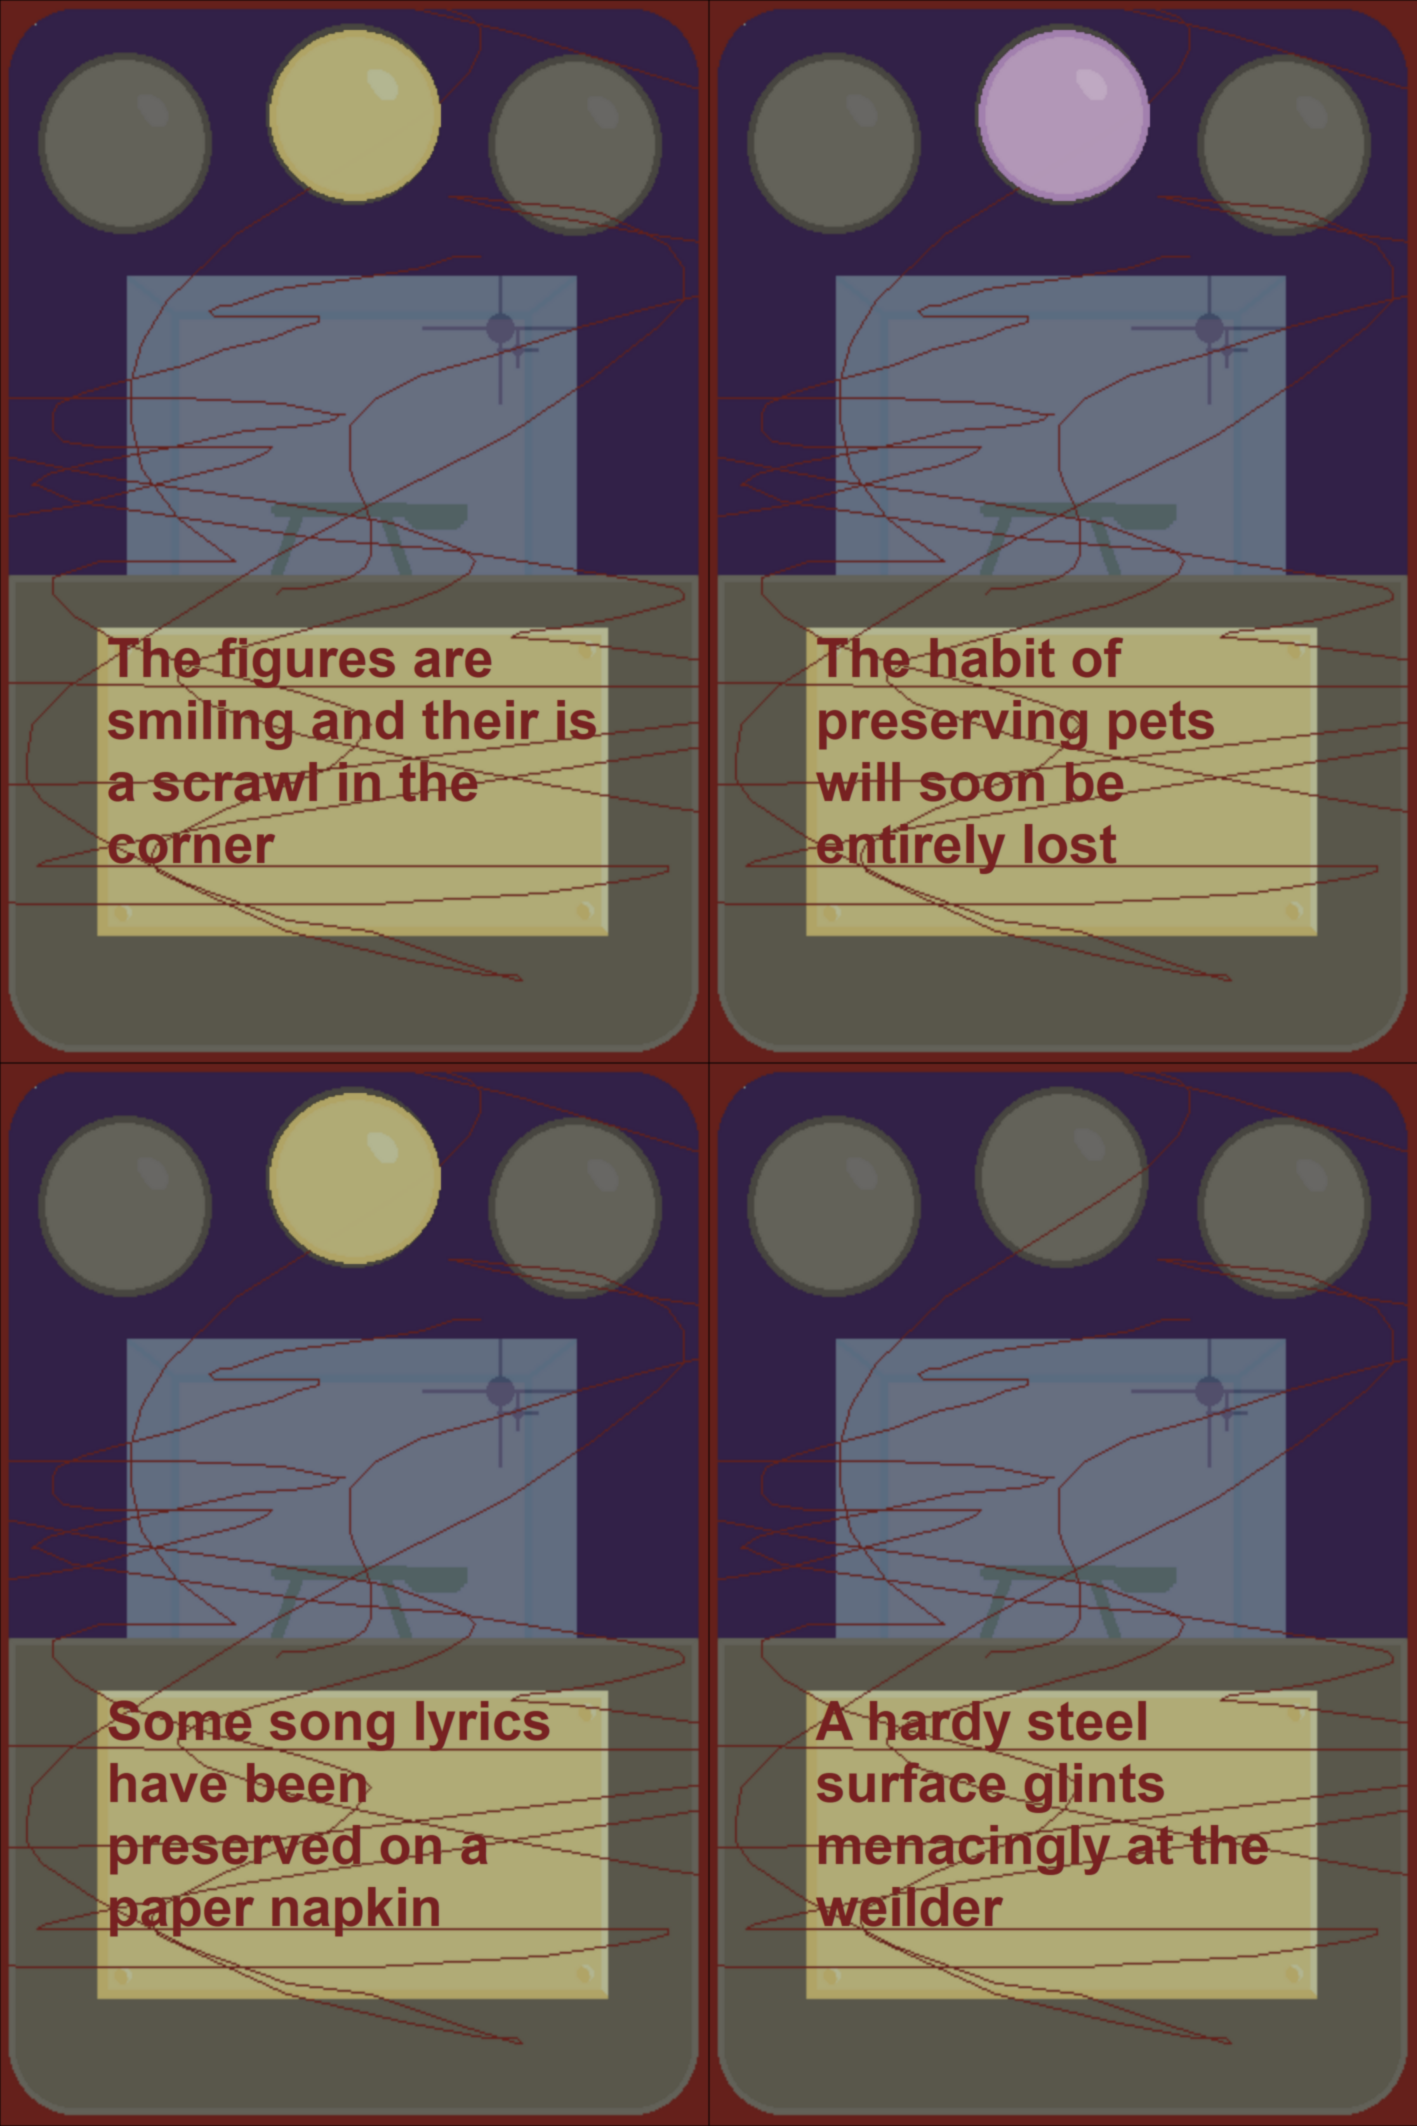 The figures are
smiling and their is
a scrawl in the
corner
The habit of
preserving pets
will soon be
entirely lost
Some song lyrics
have been
preserved on a
paper napkin
A hardy steel
surface glints
menacingly at the
weilder